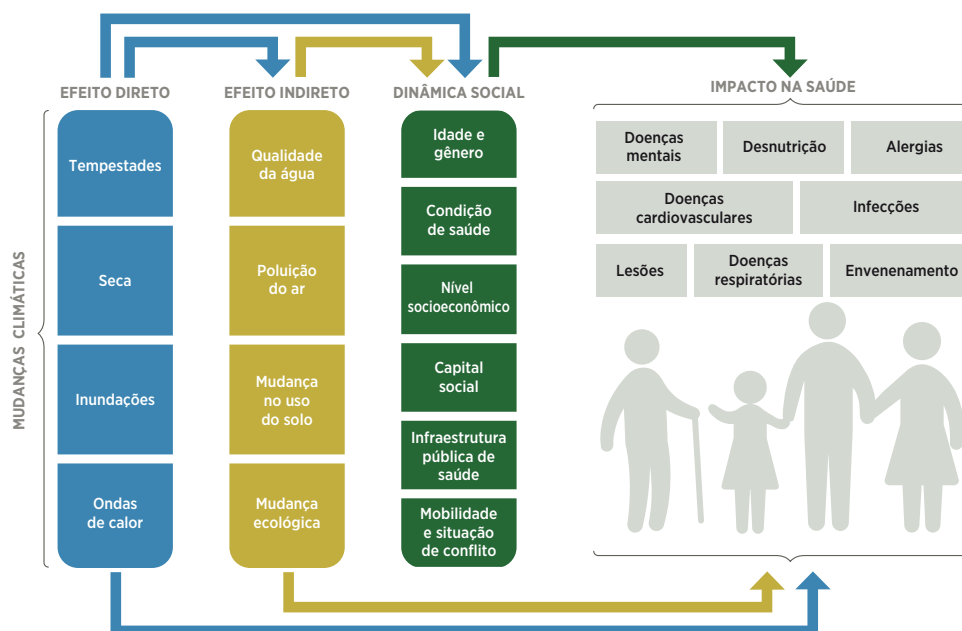 EFEITO DIRETO
EFEITO INDIRETO
DINÂMICA SOCIAL
IMPACTO NA SAÚDE
MUDANÇAS CLIMÁTICAS
Tempestades
Seca
Inundações
Ondas
de calor
Qualidade
da água
Poluição
do ar
Mudança
no uso
do solo
Mudança
ecológica
Idade e
gênero
Condição
de saúde
Nível
socioeconômico
Capital
social
Infraestrutura
pública de
saúde
Mobilidade
e situação
de conflito
Doenças
mentais
Desnutrição
Alergias
Doenças
cardiovasculares
Infecções
Lesões
Doenças
respiratórias
Envenenamento